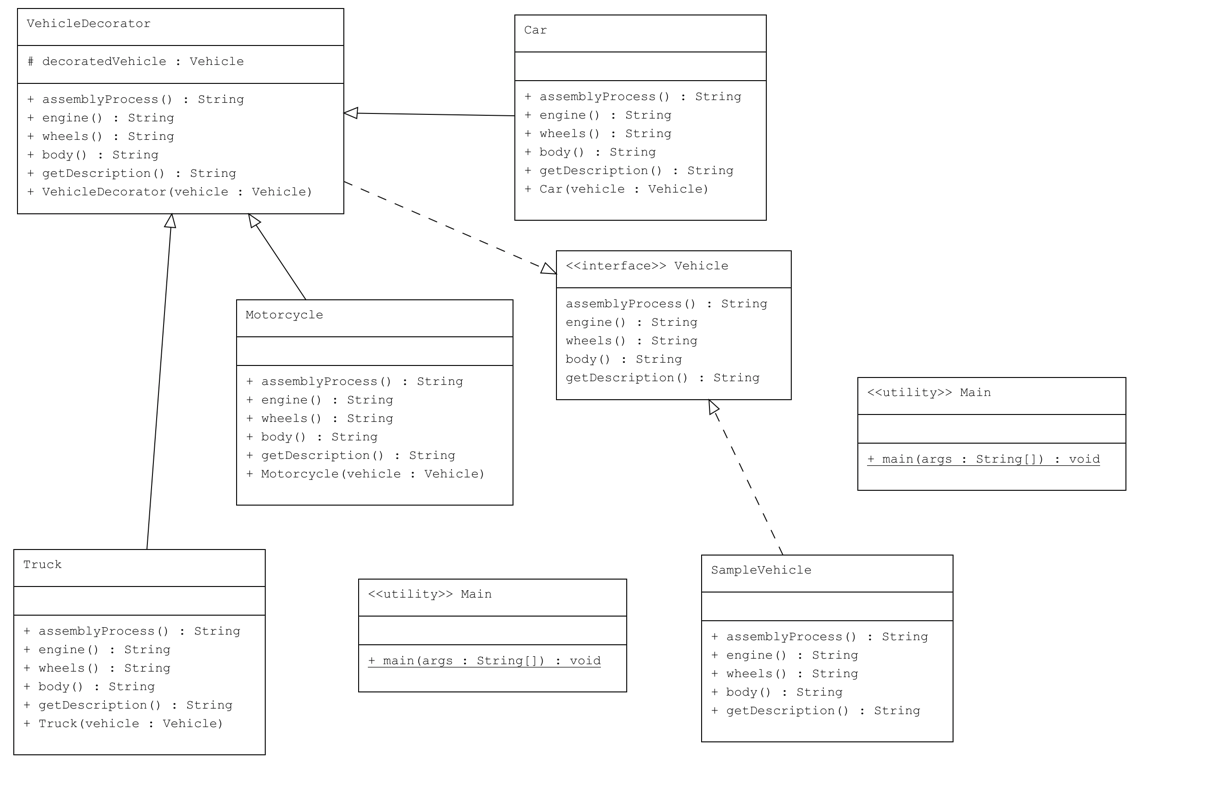 VehicleDecorator
# decoratedVehicle : Vehicle
+ assemblyProcess() : String
+ engine() : String
+ wheels() : String
+ body() : String
+ getDescription() : String
+ VehicleDecorator(vehicle : Vehicle)
Car
+ assemblyProcess() : String
+ engine() : String
+ wheels() : String
+ body() : String
+ getDescription() : String
+ Car(vehicle : Vehicle)
<<interface>> Vehicle
assemblyProcess() : String
engine() : String
wheels() : String
body() : String
getDescription() : String
Motorcycle
+ assemblyProcess() : String
+ engine() : String
+ wheels() : String
+ body() : String
+ getDescription() : String
+ Motorcycle(vehicle : Vehicle)
<<utility>> Main
+ main(args : String[]) : void
Truck
+ assemblyProcess() : String
+ engine() : String
+ wheels() : String
+ body() : String
+ getDescription() : String
+ Truck(vehicle : Vehicle)
<<utility>> Main
+ main(args : String[]) : void
SampleVehicle
+ assemblyProcess() : String
+ engine() : String
+ wheels() : String
+ body() : String
+ getDescription() : String